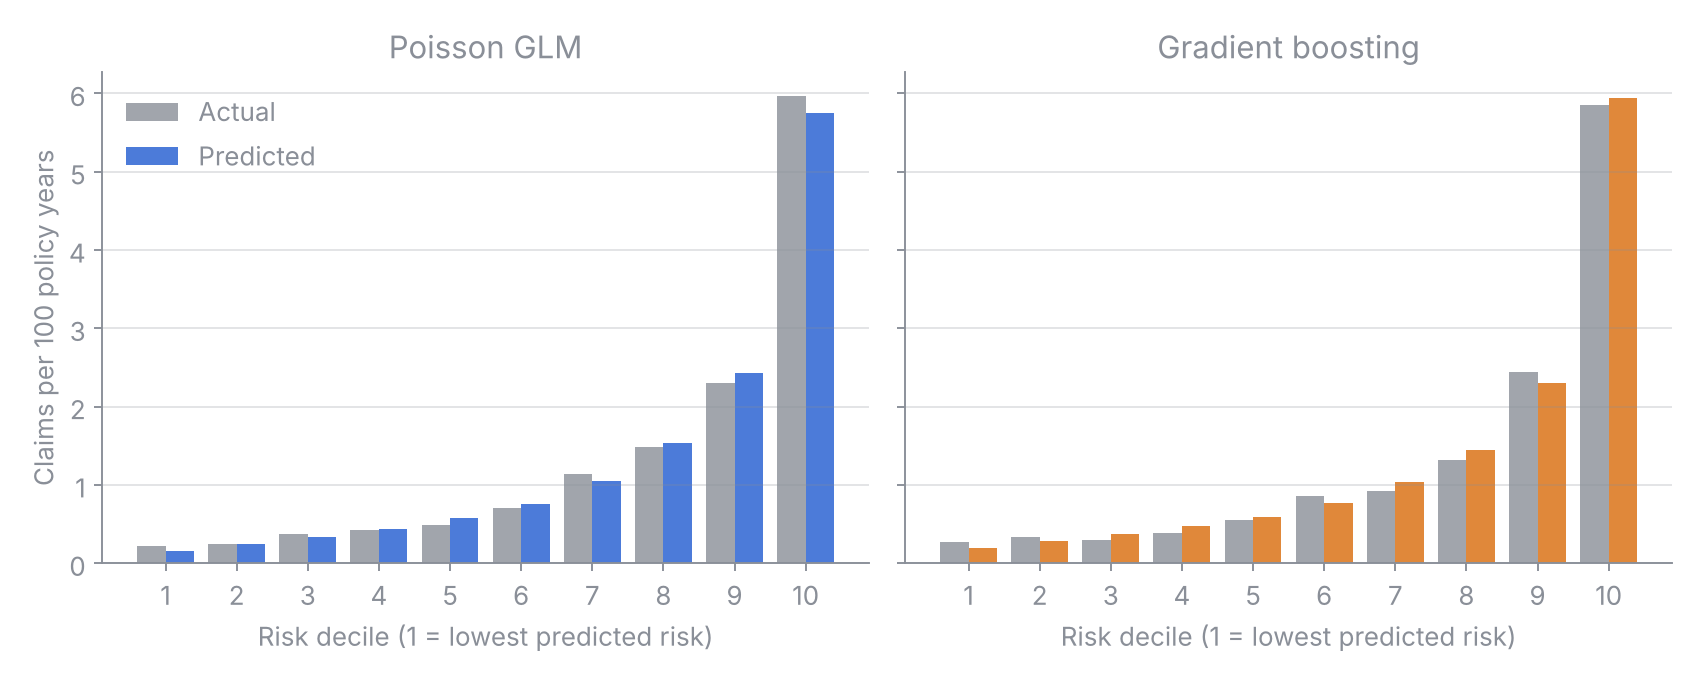 Poisson GLM
Gradient boosting
Actual
Predicted
Claims per 100 policy years
6
5
4
3
2
1
0
1 2 3 4 5 6 7 8 9 10
1 2 3 4 5 6 7 8 9 10
Risk decile (1 = lowest predicted risk)
Risk decile (1 = lowest predicted risk)